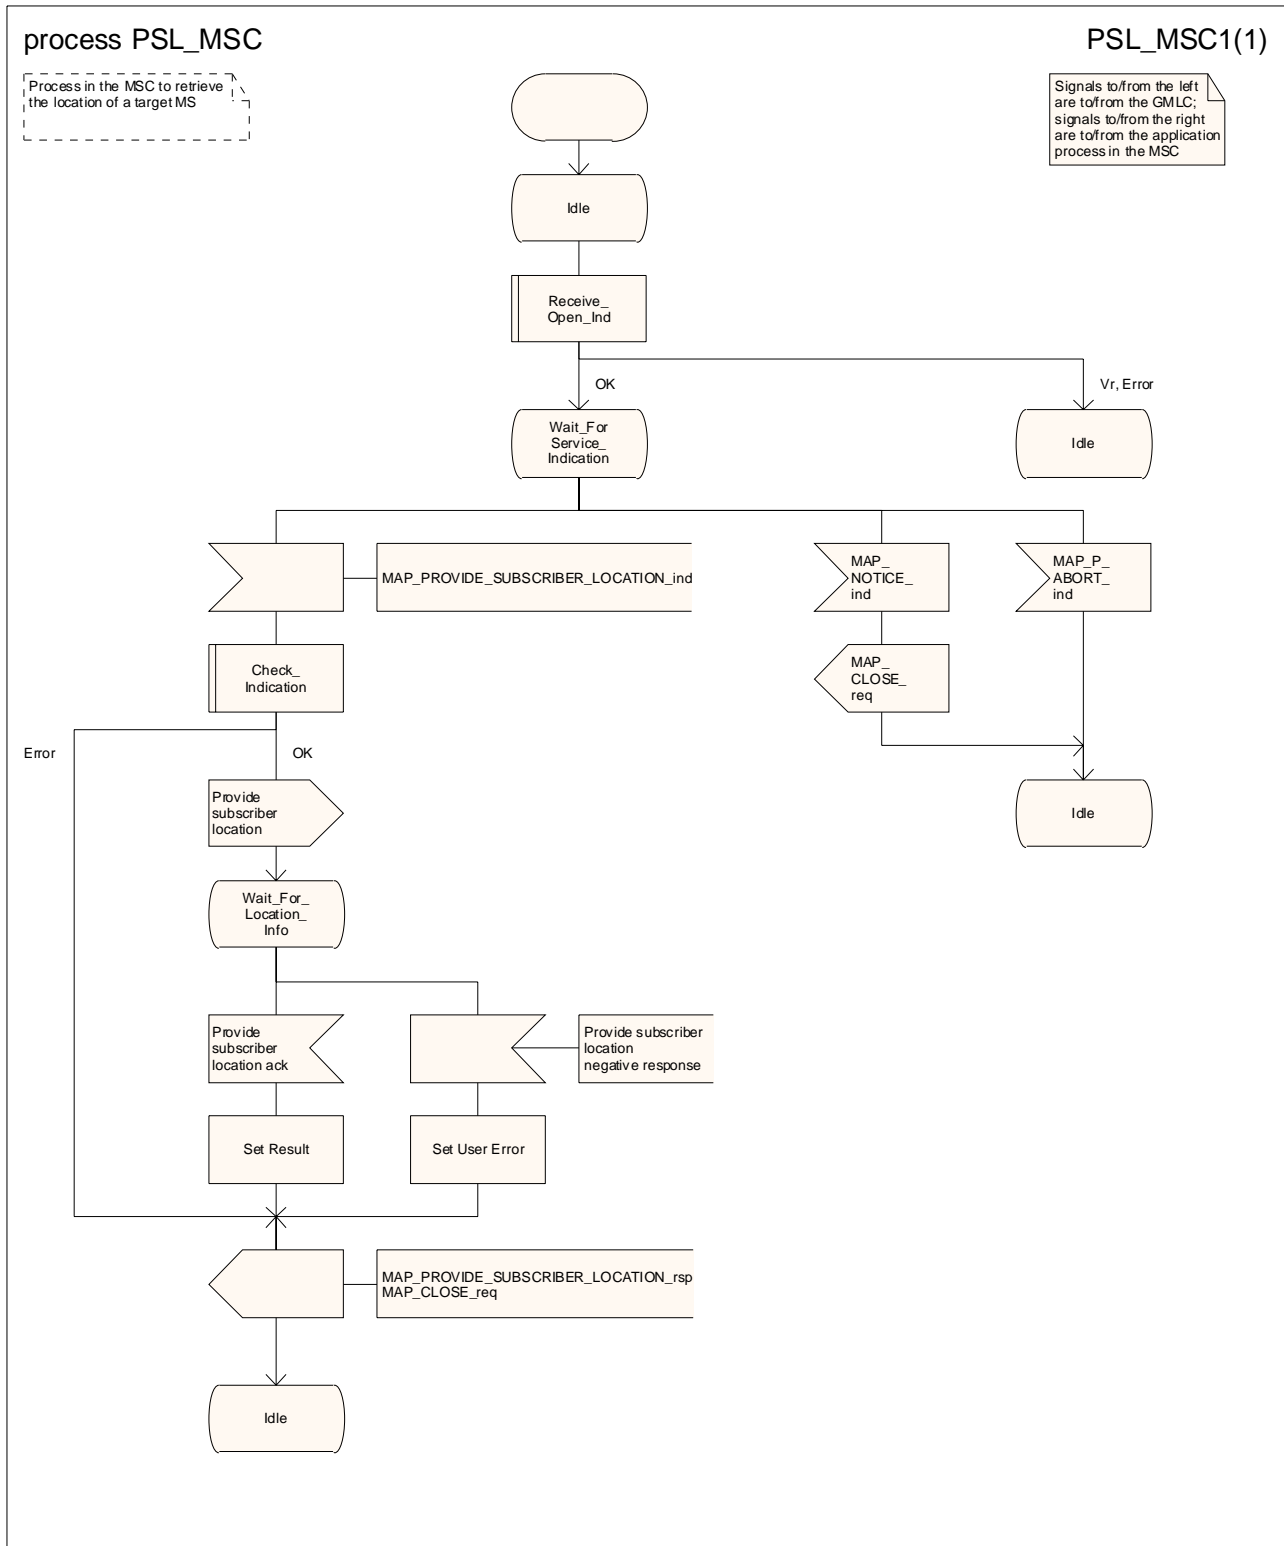 process PSL_MSC
PSL_MSC1(1)
Process in the MSC to retrieve
the location of a target MS
Signals to/from the left
are to/from the GMLC;
signals to/from the right
are to/from the application
process in the MSC
Idle
Receive_
Open_Ind
OK
Vr, Error
Wait_For
Service_
Indication
Idle
MAP_PROVIDE_SUBSCRIBER_LOCATION_ind
MAP_
NOTICE_
ind
MAP_P_
ABORT_
ind
Check_
Indication
MAP_
CLOSE_
req
Error
OK
Provide
subscriber
location
Idle
Wait_For_
Location_
Info
Provide
subscriber
location ack
Provide subscriber
location
negative response
Set Result
Set User Error
MAP_PROVIDE_SUBSCRIBER_LOCATION_rsp
MAP_CLOSE_req
Idle